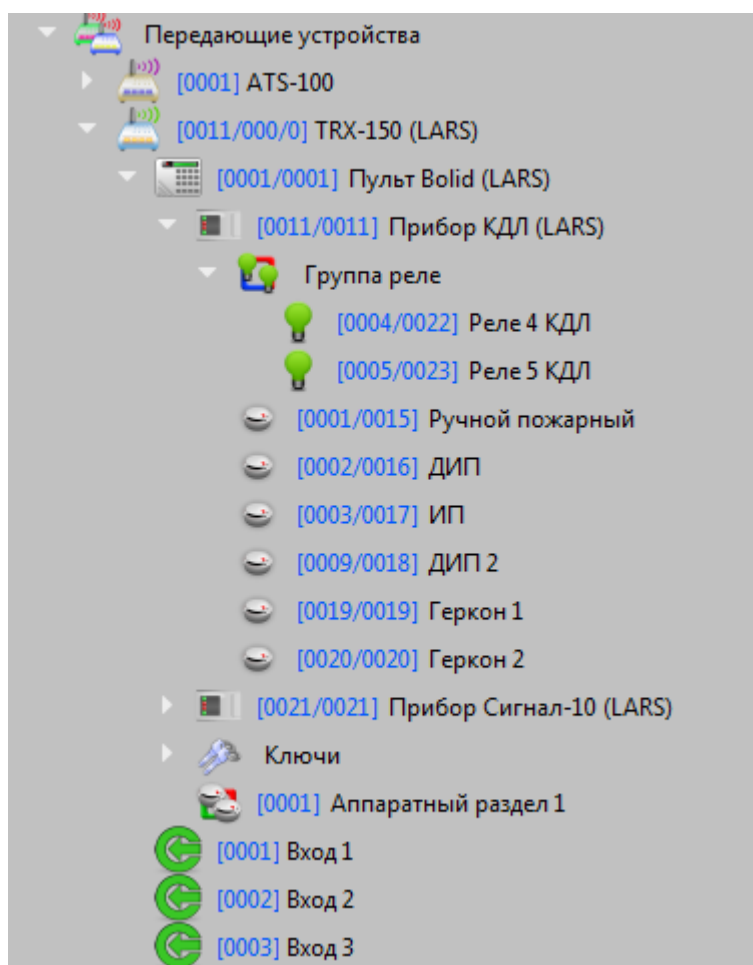 Передающие устройства
[0001] ATS-100
[0011/000/0] TRX-150 (LARS)
[0001/0001] Пульт Bolid (LARS)
[0011/0011] Прибор КДЛ (LARS)
Группа реле
[0004/0022] Реле 4 КДЛ
[0005/0023] Реле 5 КДЛ
[0001/0015] Ручной пожарный
[0002/0016] ДИП
[0003/0017] ИП
[0009/0018] ДИП 2
[0019/0019] Геркон 1
[0020/0020] Геркон 2
[0021/0021] Прибор Сигнал-10 (LARS)
Ключи
[0001] Аппаратный раздел 1
[0001] Вход 1
[0002] Вход 2
[0003] Вход 3